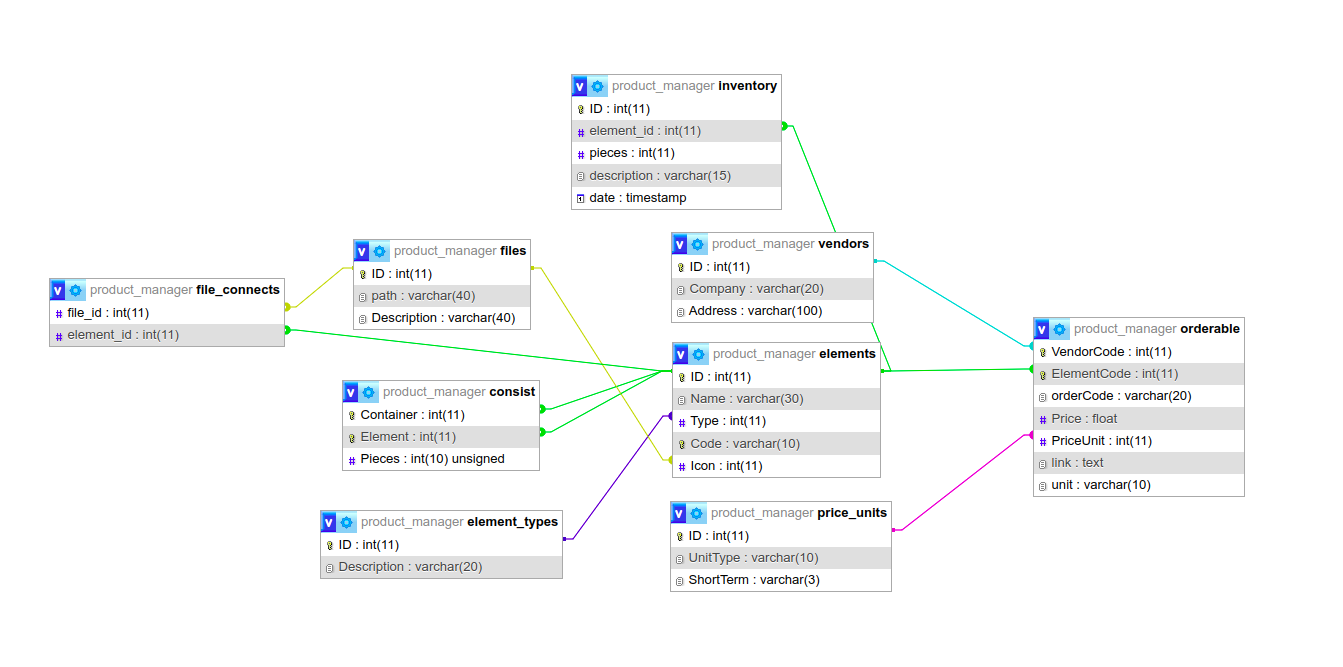 v product_manager inventory
ID : int(11)
# element_id : int(11)
# pieces : int(11)
description : varchar(15)
date : timestamp
v product_manager files
ID : int(11)
path : varchar(40)
Description : varchar(40)
v product_manager vendors
ID : int(11)
Company : varchar(20)
Address : varchar(100)
v product_manager file_connects
# file_id : int(11)
# element_id : int(11)
v product_manager orderable
VendorCode : int(11)
ElementCode : int(11)
orderCode : varchar(20)
# Price : float
# PriceUnit : int(11)
link : text
unit : varchar(10)
v product_manager elements
ID : int(11)
Name : varchar(30)
# Type : int(11)
Code : varchar(10)
# Icon : int(11)
v product_manager consist
Container : int(11)
Element : int(11)
# Pieces : int(10) unsigned
v product_manager element_types
ID : int(11)
Description : varchar(20)
v product_manager price_units
ID : int(11)
UnitType : varchar(10)
ShortTerm : varchar(3)